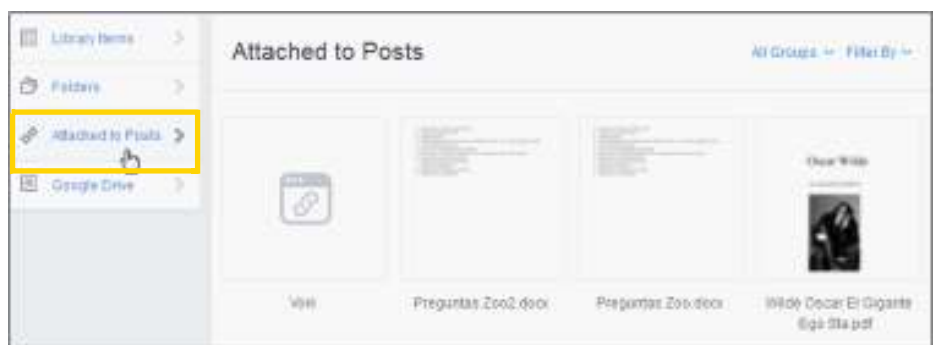 Library Items
Folders
Attached to Posts
Google Drive
Attached to Posts
All Groups
Filter By
Oscar Wilde
Preguntas Zoo2.docx
Preguntas Zoo.docx
Wilde Oscar El Gigante
Ego Sta.pdf